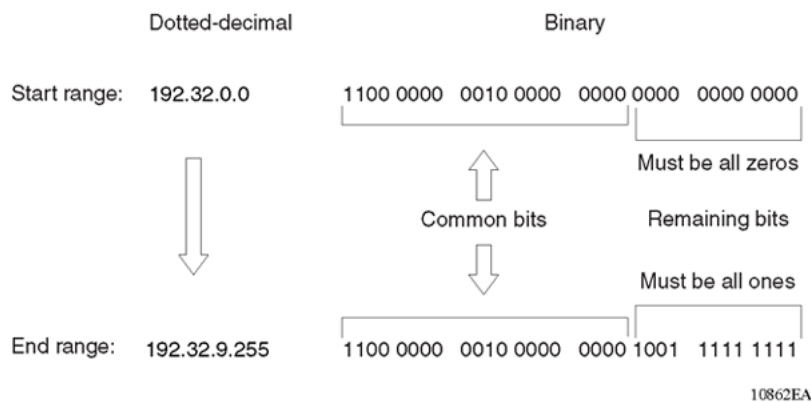 Dotted-decimal Binary
Start range: 192.32.0.0 1100 0000 0010 0000 0000 0000 0000 0000
Must be all zeros
Common bits Remaining bits
Must be all ones
End range: 192.32.9.255 1100 0000 0010 0000 0000 1001 1111 1111
10862EA